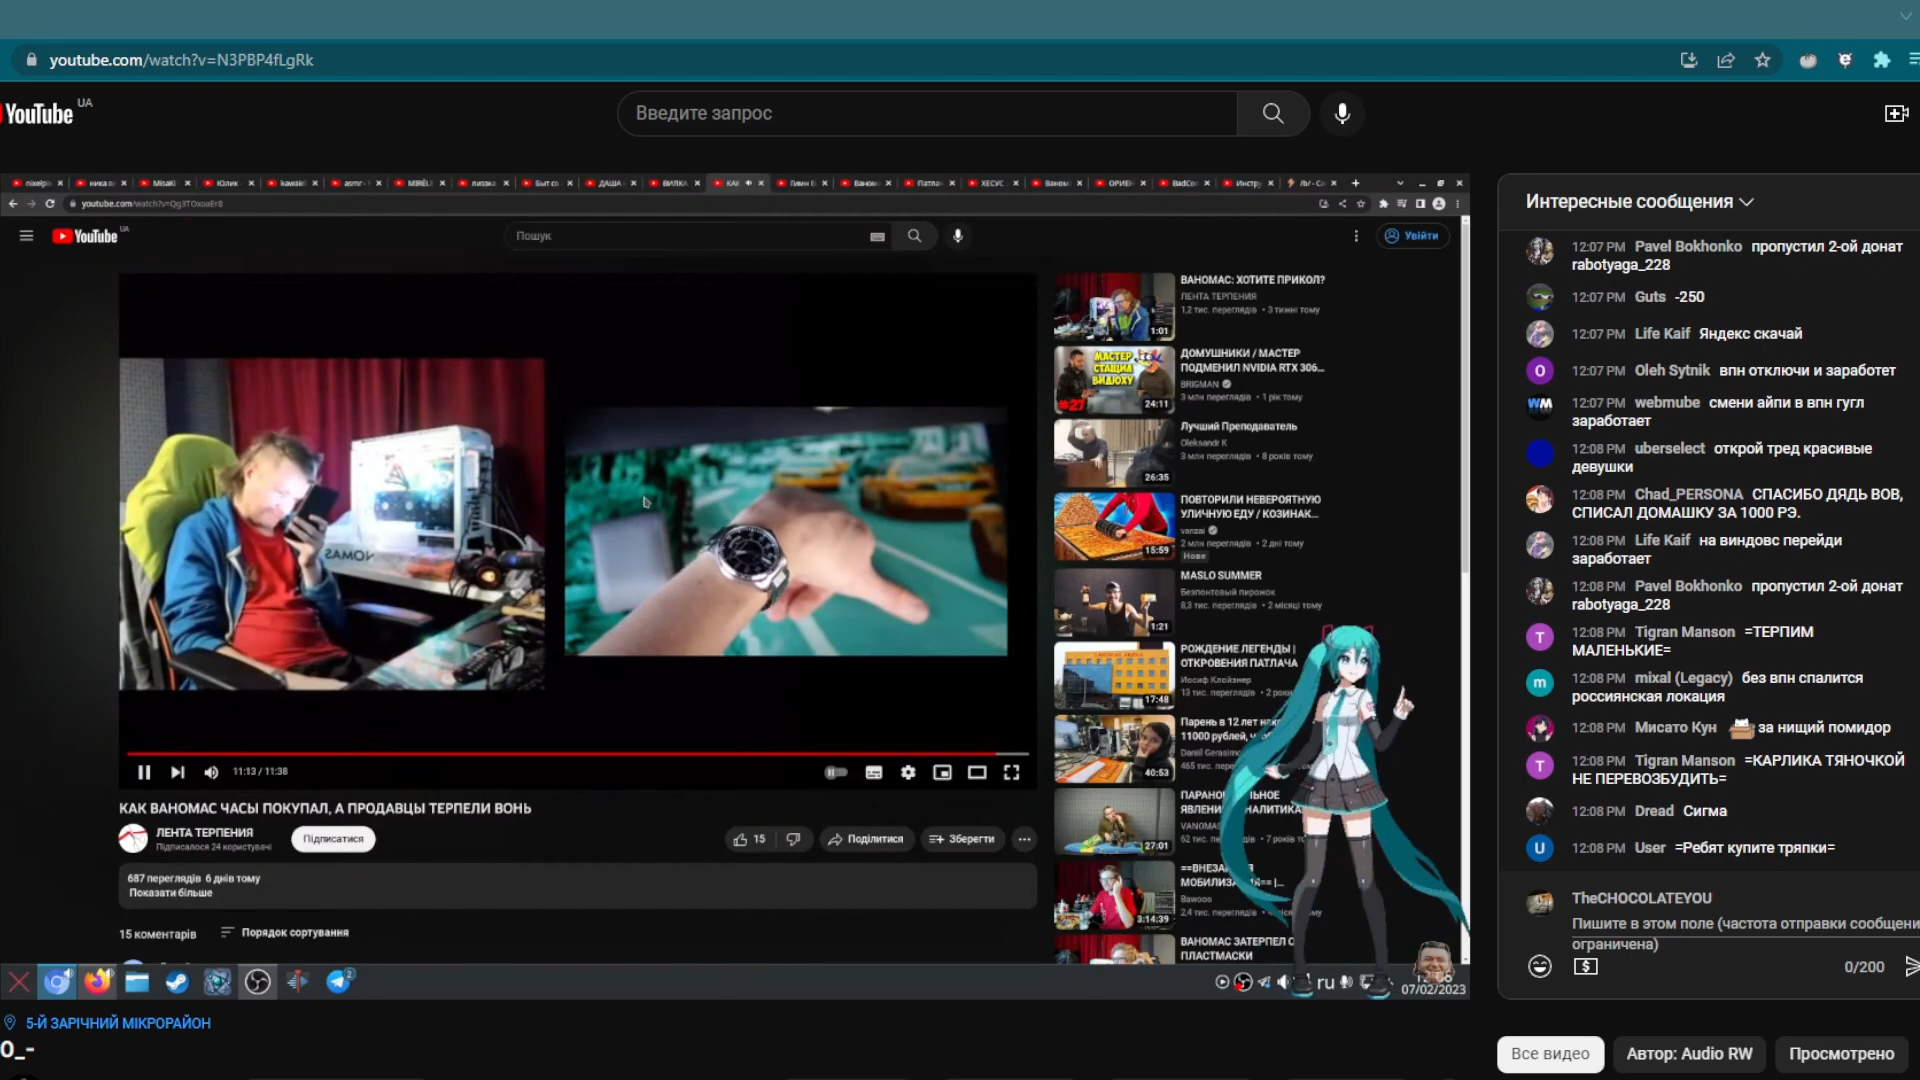 youtube.com/watch?v=N3PBP4fLgRk
YouTube UA
Введите запрос
youtube.com/watch?v=Qg3TOxoaEr8
YouTube UA
Пошук
Увійти
NOMAS
11:13 / 11:38
КАК ВАНОМАС ЧАСЫ ПОКУПАЛ, А ПРОДАВЦЫ ТЕРПЕЛИ ВОНЬ
ЛЕНТА ТЕРПЕНИЯ
Підписалося 24 користувачі
Підписатися
15
Поділитися
Зберегти
687 переглядів 6 днів тому
Показати більше
15 коментарів
Порядок сортування
ВАНОМАС: ХОТИТЕ ПРИКОЛ?
ЛЕНТА ТЕРПЕНИЯ
1,2 тис. переглядів • 3 тижні тому
1:01
МАСТЕР СТАЩИЛ ВИДЮХУ
#27
24:11
ДОМУШНИКИ / МАСТЕР
ПОДМЕНИЛ NVIDIA RTX 306...
BRIGMAN
3 млн переглядів • 1 рік тому
Лучший Преподаватель
Oleksandr K
3 млн переглядів • 8 років тому
26:35
ПОВТОРИЛИ НЕВЕРОЯТНУЮ
УЛИЧНУЮ ЕДУ / КОЗИНАК...
vanzai
2 млн переглядів • 2 дні тому
Нове
15:59
MASLO SUMMER
Безпонтовый пирожок
8,3 тис. переглядів • 2 місяці тому
1:21
РОЖДЕНИЕ ЛЕГЕНДЫ |
ОТКРОВЕНИЯ ПАТЛАЧА
Иосиф Клойзнер
13 тис. переглядів • 2 роки
17:48
Парень в 12 лет нак
11000 рублей,
Daniil Gerasimo
465 тис.
40:53
ЯВЛЕНИ
VANOMAS
62 тис. • 7 років
27:01
МОБИЛИЗА
Bawoos
2,4 тис. переглядів
3:14:39
ВАНОМАС ЗАТЕРПЕЛ О
ПЛАСТМАСКИ
2
ru
07/02/2023
Интересные сообщения
12:07 PM Pavel Bokhonko пропустил 2-ой донат
rabotyaga_228
12:07 PM Guts -250
12:07 PM Life Kaif Яндекс скачай
12:07 PM Oleh Sytnik впн отключи и заработет
12:07 PM webmube смени айпи в впн гугл
заработает
12:08 PM uberselect открой тред красивые
девушки
12:08 PM Chad_PERSONA СПАСИБО ДЯДЬ ВОВ,
СПИСАЛ ДОМАШКУ ЗА 1000 РЭ.
12:08 PM Life Kaif на виндовс перейди
заработает
12:08 PM Pavel Bokhonko пропустил 2-ой донат
rabotyaga_228
12:08 PM Tigran Manson =ТЕРПИМ
МАЛЕНЬКИЕ=
12:08 PM mixal (Legacy) без впн спалится
россиянская локация
12:08 PM Мисато Кун за нищий помидор
12:08 PM Tigran Manson =КАРЛИКА ТЯНОЧКОЙ
НЕ ПЕРЕВОЗБУДИТЬ=
12:08 PM Dread Сигма
12:08 PM User =Ребят купите тряпки=
TheCHOCOLATEYOU
Пишите в этом поле (частота отправки сообщени
ограничена)
0/200
5-Й ЗАРІЧНИЙ МІКРОРАЙОН
0_-
Все видео
Автор: Audio RW
Просмотрено